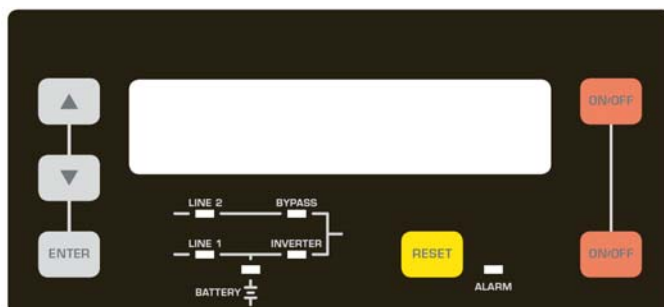 ON/OFF
LINE 2 BYPASS
LINE 1 INVERTER
ENTER
RESET
ON/OFF
BATTERY
ALARM